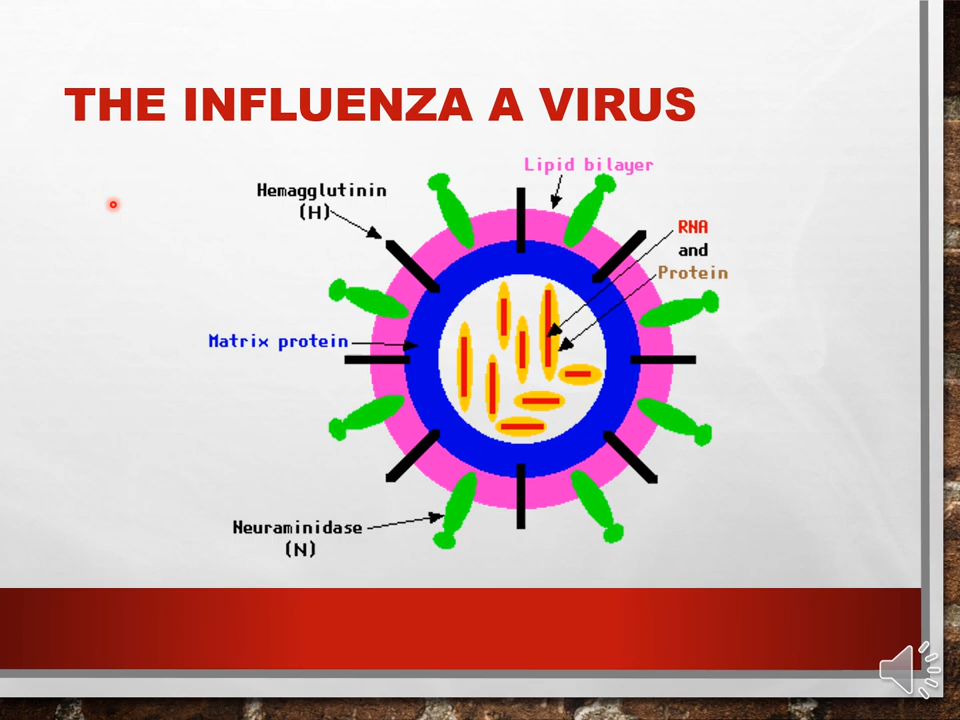 THE INFLUENZA A VIRUS
Lipid bilayer
Hemagglutinin
(H)
RNA
and
Protein
Matrix protein
Neuraminidase
(N)